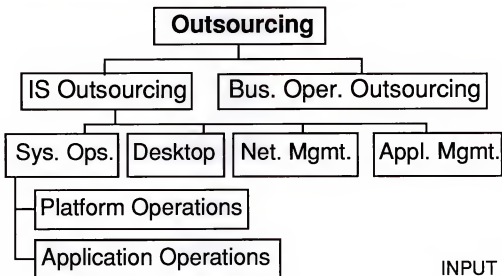 Outsourcing
IS Outsourcing
Bus. Oper. Outsourcing
Sys. Ops.
Desktop
Net. Mgmt.
Appl. Mgmt.
Platform Operations
Application Operations
INPUT